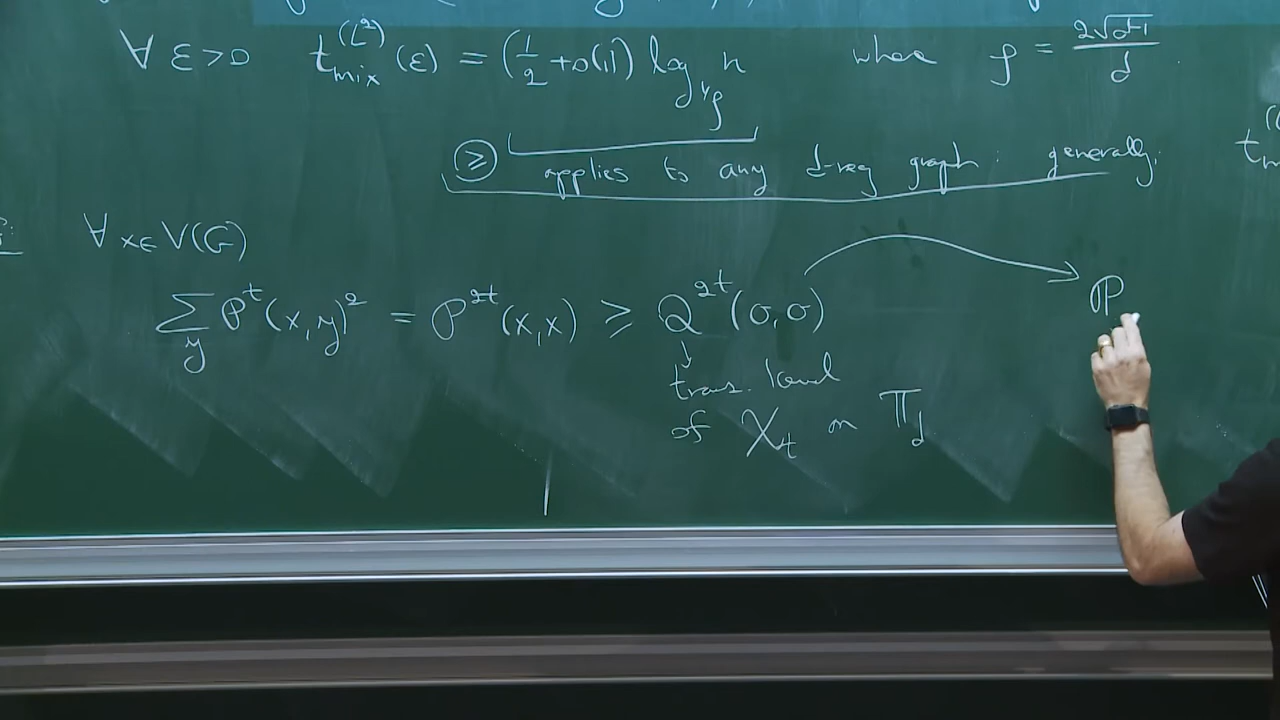 ∀ ε>0 t_mix^(L²)(ε) = (1/2 + o(1)) log_{1/ρ} n where ρ = 2√(d-1)/d .
≥ applies to any d-reg graph : generally:
∀ x∈V(G)
∑_y P^t(x,y)² = P^{2t}(x,x) ≥ Q^{2t}(o,o) ℙ
↓
trans. kernel
of X_t on 𝕋_d